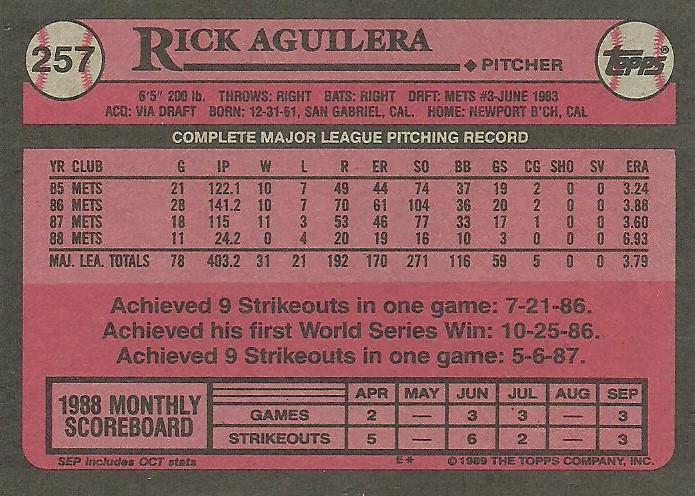 257
RICK AGUILERA
PITCHER
TOPPS®
6'5" 200 lb. THROWS: RIGHT BATS: RIGHT DRFT: METS #3-JUNE 1983
ACQ: VIA DRAFT BORN: 12-31-61, SAN GABRIEL, CAL. HOME: NEWPORT B'CH, CAL
COMPLETE MAJOR LEAGUE PITCHING RECORD
YR CLUB G IP W L R ER SO BB GS CG SHO SV ERA
85 METS 21 122.1 10 7 49 44 74 37 19 2 0 0 3.24
86 METS 28 141.2 10 7 70 61 104 36 20 2 0 0 3.88
87 METS 18 115 11 3 53 46 77 33 17 1 0 0 3.60
88 METS 11 24.2 0 4 20 19 16 10 3 0 0 0 6.93
MAJ. LEA. TOTALS 78 403.2 31 21 192 170 271 116 59 5 0 0 3.79
Achieved 9 Strikeouts in one game: 7-21-86.
Achieved his first World Series Win: 10-25-86.
Achieved 9 Strikeouts in one game: 5-6-87.
1988 MONTHLY SCOREBOARD
APR MAY JUN JUL AUG SEP
GAMES 2 — 3 3 — 3
STRIKEOUTS 5 — 6 2 — 3
SEP includes OCT stats
E* © 1989 THE TOPPS COMPANY, INC.